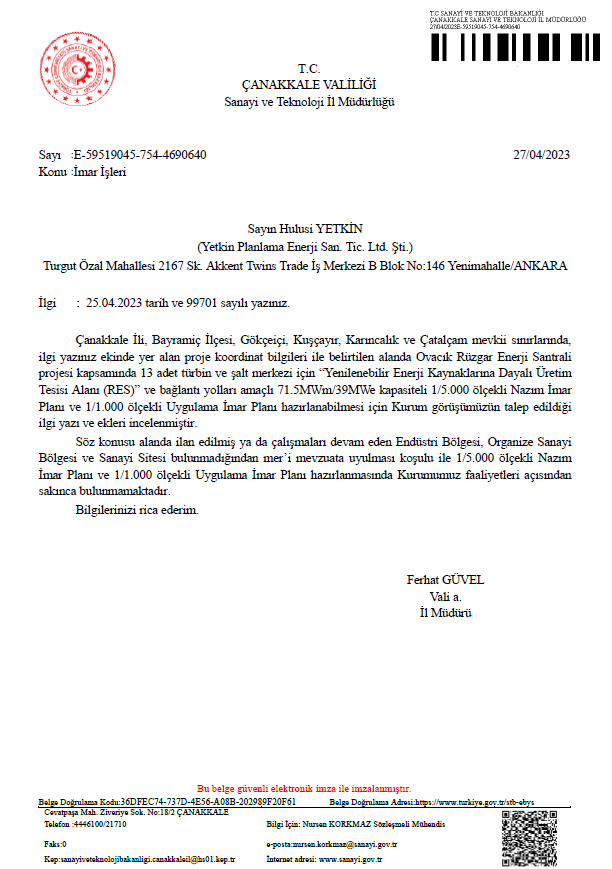 T.C SANAYİ VE TEKNOLOJİ BAKANLIĞI
ÇANAKKALE SANAYİ VE TEKNOLOJİ İL MÜDÜRLÜĞÜ
27/04/2023E-59519045-754-4690640
T.C.
ÇANAKKALE VALİLİĞİ
Sanayi ve Teknoloji İl Müdürlüğü
Sayı :E-59519045-754-4690640 27/04/2023
Konu :İmar İşleri
Sayın Hulusi YETKİN
(Yetkin Planlama Enerji San. Tic. Ltd. Şti.)
Turgut Özal Mahallesi 2167 Sk. Akkent Twins Trade İş Merkezi B Blok No:146 Yenimahalle/ANKARA
İlgi : 25.04.2023 tarih ve 99701 sayılı yazınız.
Çanakkale İli, Bayramiç İlçesi, Gökçeiçi, Kuşçayır, Karıncalık ve Çatalçam mevkii sınırlarında,
ilgi yazınız ekinde yer alan proje koordinat bilgileri ile belirtilen alanda Ovacık Rüzgar Enerji Santrali
projesi kapsamında 13 adet türbin ve şalt merkezi için “Yenilenebilir Enerji Kaynaklarına Dayalı Üretim
Tesisi Alanı (RES)” ve bağlantı yolları amaçlı 71.5MWm/39MWe kapasiteli 1/5.000 ölçekli Nazım İmar
Planı ve 1/1.000 ölçekli Uygulama İmar Planı hazırlanabilmesi için Kurum görüşümüzün talep edildiği
ilgi yazı ve ekleri incelenmiştir.
Söz konusu alanda ilan edilmiş ya da çalışmaları devam eden Endüstri Bölgesi, Organize Sanayi
Bölgesi ve Sanayi Sitesi bulunmadığından mer’i mevzuata uyulması koşulu ile 1/5.000 ölçekli Nazım
İmar Planı ve 1/1.000 ölçekli Uygulama İmar Planı hazırlanmasında Kurumumuz faaliyetleri açısından
sakınca bulunmamaktadır.
Bilgilerinizi rica ederim.
Ferhat GÜVEL
Vali a.
İl Müdürü
Bu belge güvenli elektronik imza ile imzalanmıştır.
Belge Doğrulama Kodu:36DFEC74-737D-4E56-A08B-202989F20F61 Belge Doğrulama Adresi:https://www.turkiye.gov.tr/stb-ebys
Cevatpaşa Mah. Ziveriye Sok. No:18/2 ÇANAKKALE
Telefon :4446100/21710 Bilgi İçin: Nursen KORKMAZ Sözleşmeli Mühendis
Faks:0 e-posta:nursen.korkmaz@sanayi.gov.tr
Kep:sanayiveteknolojibakanligi.canakkaleil@hs01.kep.tr İnternet adresi: www.sanayi.gov.tr